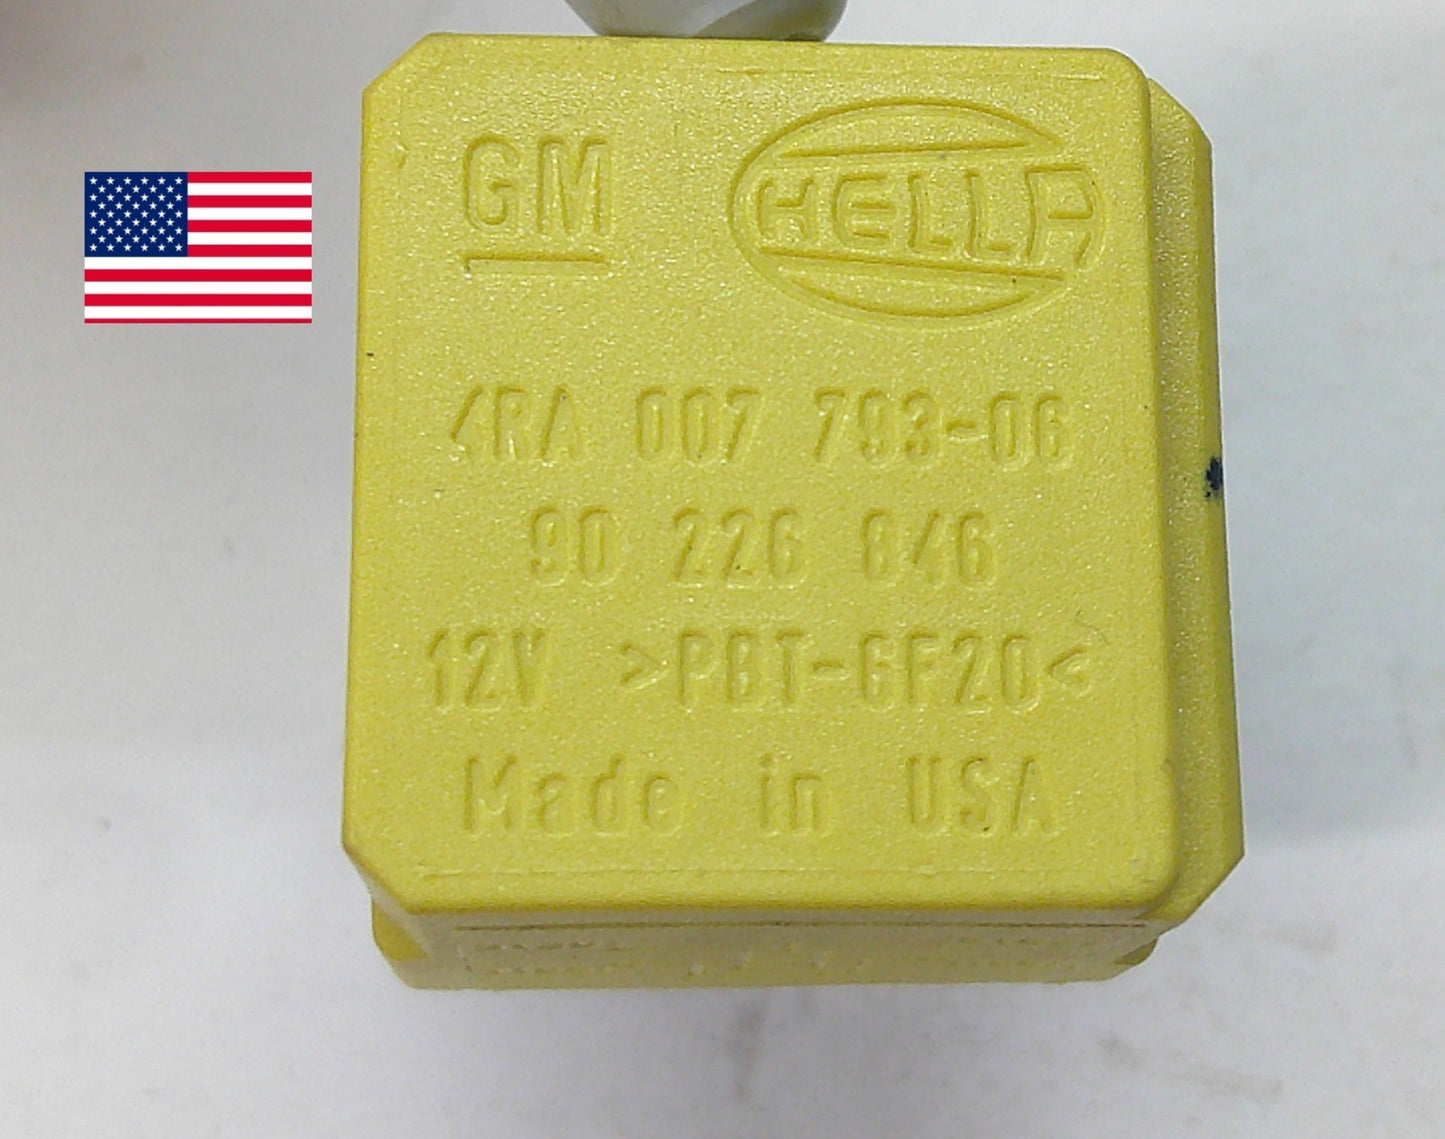 GM HELLA
4RA 007 793-06
90 226 846
12V >PBT-GF20<
Made in USA